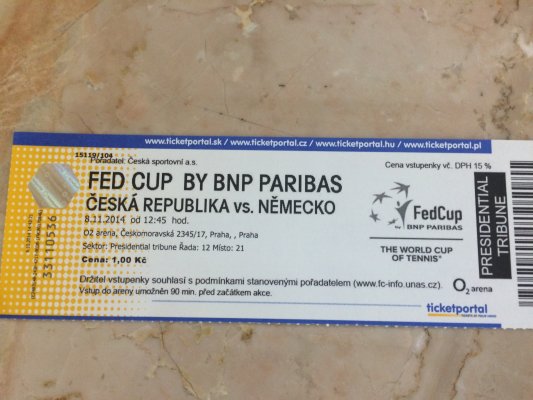 www.ticketportal.sk / www.ticketportal.cz / www.ticketportal.hu / www.ticketportal.pl
15119/104
Pořadatel: Česká sportovní a.s.
Cena vstupenky vč. DPH 15 %
FED CUP BY BNP PARIBAS
ČESKÁ REPUBLIKA vs. NĚMECKO
8.11.2014 od 12:45 hod.
O2 arena, Českomoravská 2345/17, Praha, , Praha
Sektor: Presidential tribune Řada: 12 Místo: 21
Cena: 1,00 Kč
FedCup
by BNP PARIBAS
THE WORLD CUP
OF TENNIS
PRESIDENTIAL
TRIBUNE
Držitel vstupenky souhlasí s podmínkami stanovenými pořadatelem (www.fc-info.unas.cz).
Vstup do areny umožněn 90 min. před začátkem akce.
O2 arena
ticketportal
33110536